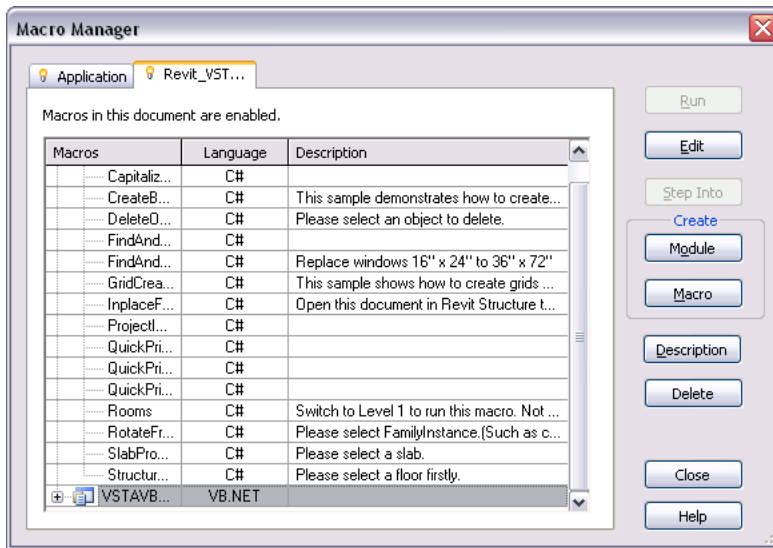 Macro Manager
Application
Revit_VST...
Macros in this document are enabled.
Macros Language Description
Capitaliz... C#
CreateB... C# This sample demonstrates how to create...
DeleteO... C# Please select an object to delete.
FindAnd... C#
FindAnd... C# Replace windows 16" x 24" to 36" x 72"
GridCrea... C# This sample shows how to create grids ...
InplaceF... C# Open this document in Revit Structure t...
ProjectI... C#
QuickPri... C#
QuickPri... C#
QuickPri... C#
Rooms C# Switch to Level 1 to run this macro. Not ...
RotateFr... C# Please select FamilyInstance.(Such as c...
SlabPro... C# Please select a slab.
Structur... C# Please select a floor firstly.
VSTAVB... VB.NET
Run
Edit
Step Into
Create
Module
Macro
Description
Delete
Close
Help